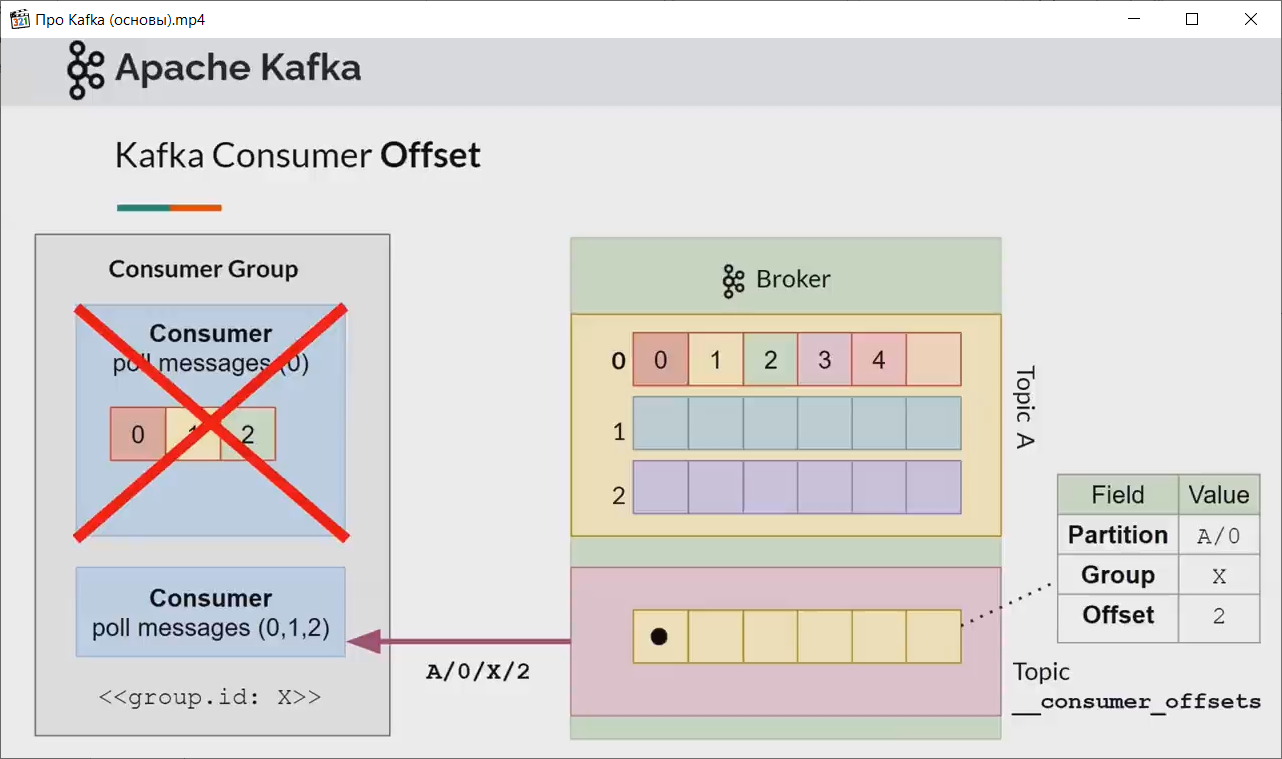 Про Kafka (основы).mp4
Apache Kafka
Kafka Consumer Offset
Consumer Group
Consumer
poll messages (0)
0 1 2
Consumer
poll messages (0,1,2)
<<group.id: X>>
A/0/X/2
Broker
0 0 1 2 3 4
1
2
Topic A
Field Value
Partition A/0
Group X
Offset 2
Topic
__consumer_offsets